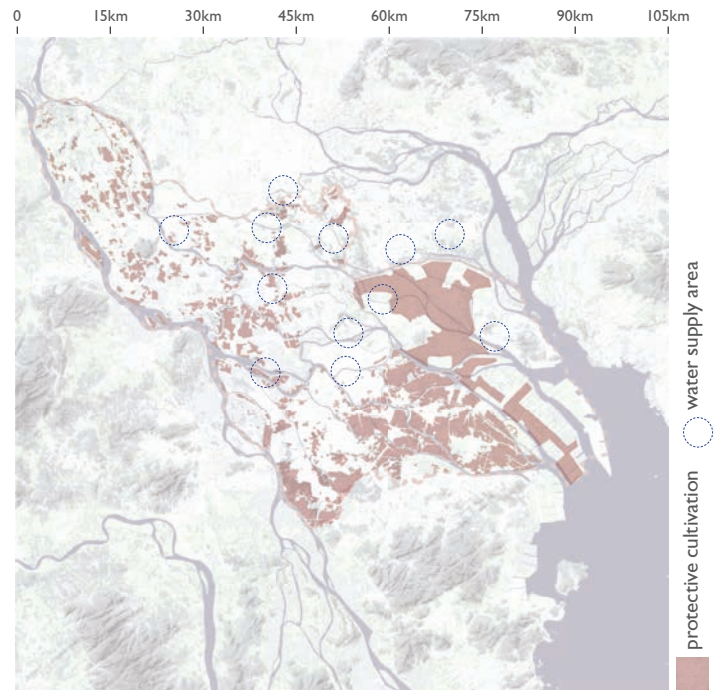 0
15km
30km
45km
60km
75km
90km
105km
water supply area
protective cultivation